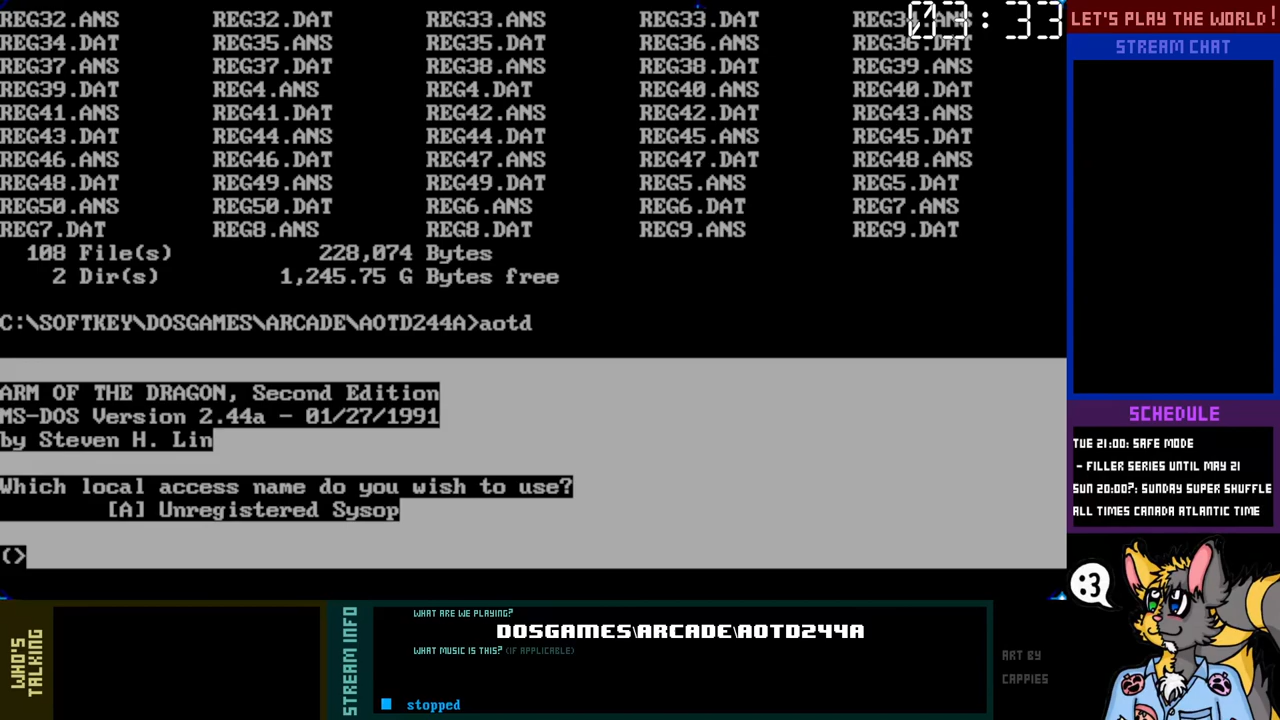 REG32.ANS REG32.DAT REG33.ANS REG33.DAT REG34.ANS
REG34.DAT REG35.ANS REG35.DAT REG36.ANS REG36.DAT
REG37.ANS REG37.DAT REG38.ANS REG38.DAT REG39.ANS
REG39.DAT REG4.ANS REG4.DAT REG40.ANS REG40.DAT
REG41.ANS REG41.DAT REG42.ANS REG42.DAT REG43.ANS
REG43.DAT REG44.ANS REG44.DAT REG45.ANS REG45.DAT
REG46.ANS REG46.DAT REG47.ANS REG47.DAT REG48.ANS
REG48.DAT REG49.ANS REG49.DAT REG5.ANS REG5.DAT
REG50.ANS REG50.DAT REG6.ANS REG6.DAT REG7.ANS
REG7.DAT REG8.ANS REG8.DAT REG9.ANS REG9.DAT
108 File(s) 228,074 Bytes
2 Dir(s) 1,245.75 G Bytes free
C:\SOFTKEY\DOSGAMES\ARCADE\AOTD244A>aotd
ARM OF THE DRAGON, Second Edition
MS-DOS Version 2.44a - 01/27/1991
by Steven H. Lin
Which local access name do you wish to use?
[A] Unregistered Sysop
(>
03:33
LET'S PLAY THE WORLD!
STREAM CHAT
SCHEDULE
TUE 21:00: SAFE MODE
- FILLER SERIES UNTIL MAY 21
SUN 20:00?: SUNDAY SUPER SHUFFLE
ALL TIMES CANADA ATLANTIC TIME
:3
WHO'S TALKING
STREAM INFO
WHAT ARE WE PLAYING?
DOSGAMES\ARCADE\AOTD244A
WHAT MUSIC IS THIS? (IF APPLICABLE)
stopped
ART BY
CAPPIES